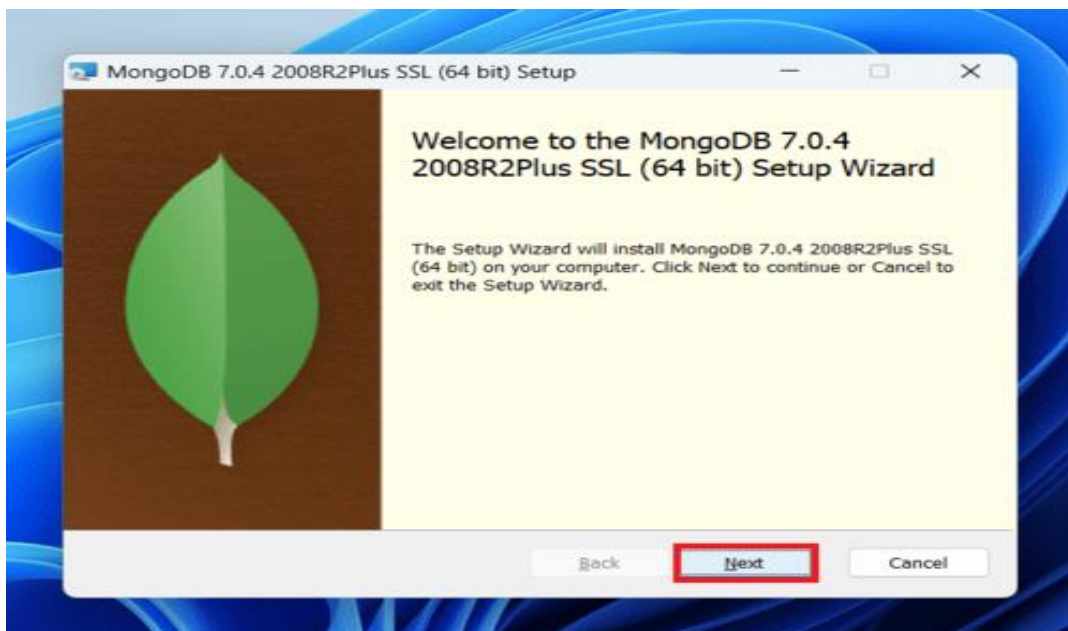 MongoDB 7.0.4 2008R2Plus SSL (64 bit) Setup
Welcome to the MongoDB 7.0.4
2008R2Plus SSL (64 bit) Setup Wizard
The Setup Wizard will install MongoDB 7.0.4 2008R2Plus SSL
(64 bit) on your computer. Click Next to continue or Cancel to
exit the Setup Wizard.
Back Next Cancel